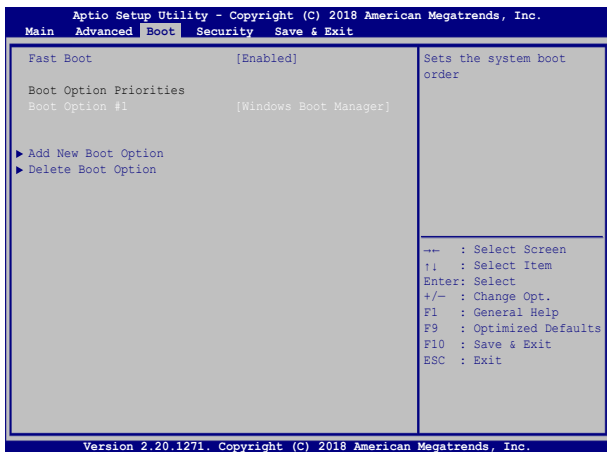 Aptio Setup Utility - Copyright (C) 2018 American Megatrends, Inc.
Main Advanced Boot Security Save & Exit
Fast Boot [Enabled]
Boot Option Priorities
Boot Option #1 [Windows Boot Manager]
▶ Add New Boot Option
▶ Delete Boot Option
Sets the system boot
order
→← : Select Screen
↑↓ : Select Item
Enter: Select
+/— : Change Opt.
F1 : General Help
F9 : Optimized Defaults
F10 : Save & Exit
ESC : Exit
Version 2.20.1271. Copyright (C) 2018 American Megatrends, Inc.